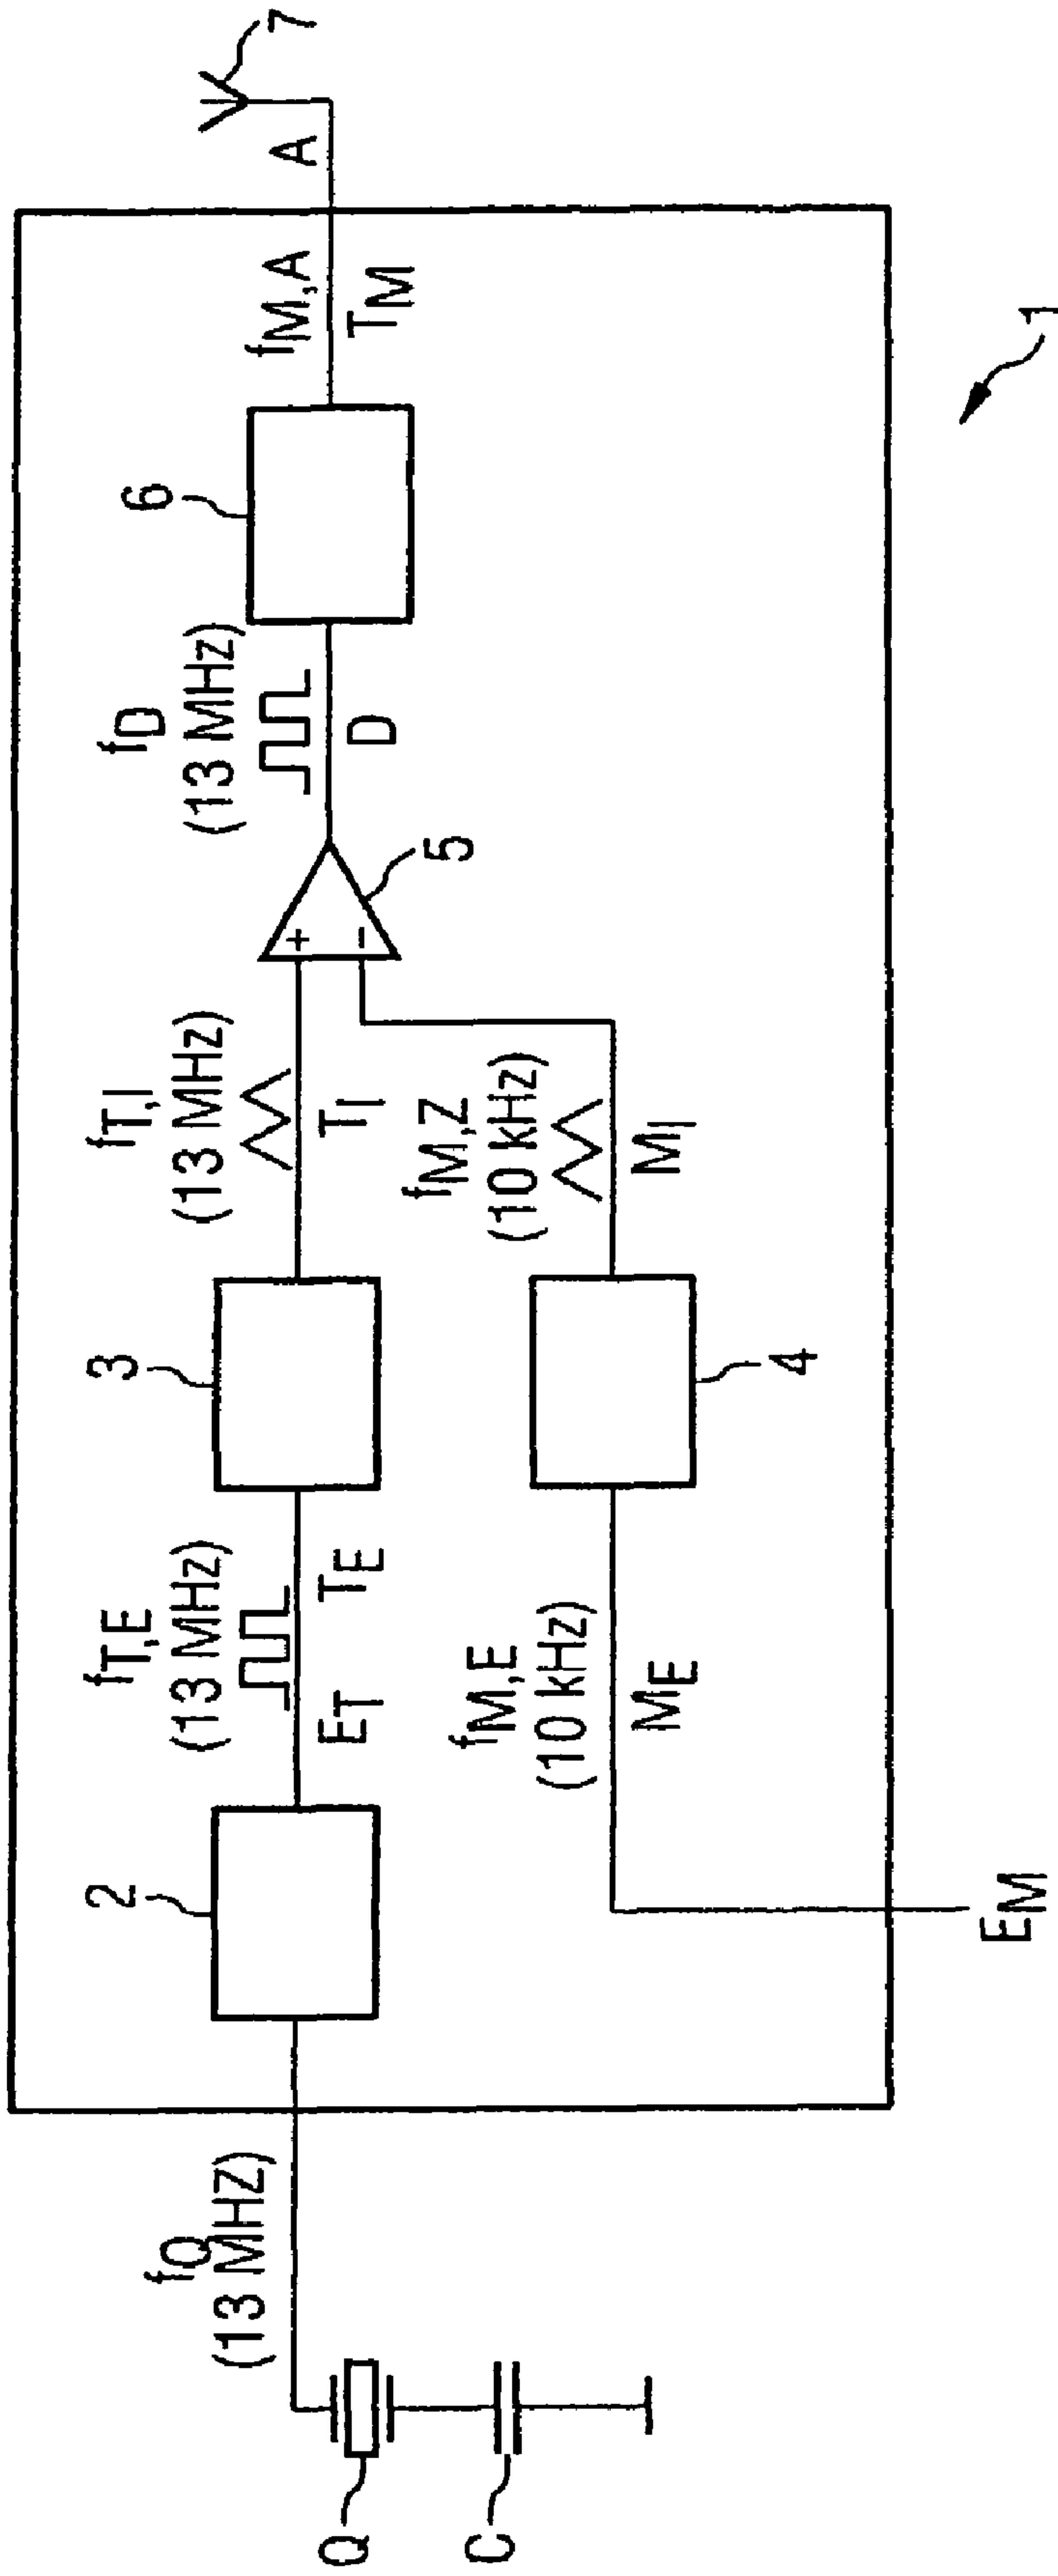 f_Q
(13 MHZ)
Q
C
2
f_T,E
(13 MHz)
E_T
T_E
3
f_T,I
(13 MHz)
T_I
f_M,E
(10 kHz)
M_E
E_M
4
f_M,Z
(10 kHz)
M_I
+
−
5
f_D
(13 MHz)
D
6
f_M,A
T_M
A
7
1